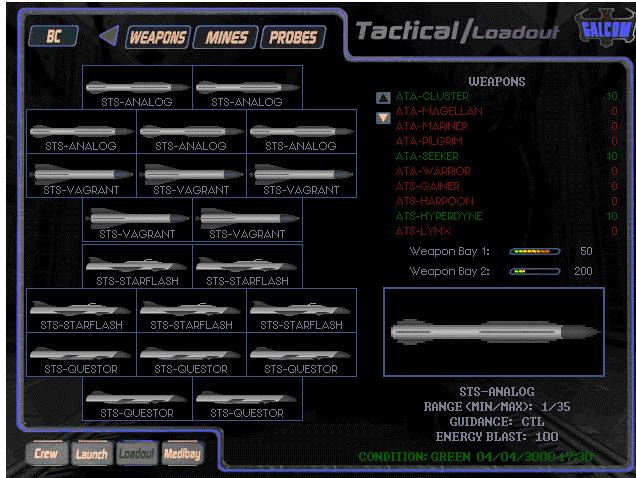 BC WEAPONS MINES PROBES Tactical/Loadout GALCOM
STS-ANALOG STS-ANALOG
STS-ANALOG STS-ANALOG STS-ANALOG
STS-VAGRANT STS-VAGRANT STS-VAGRANT
STS-VAGRANT STS-VAGRANT
STS-STARFLASH STS-STARFLASH
STS-STARFLASH STS-STARFLASH STS-STARFLASH
STS-QUESTOR STS-QUESTOR STS-QUESTOR
STS-QUESTOR STS-QUESTOR
WEAPONS
ATA-CLUSTER 10
ATA-MAGELLAN 0
ATA-MARINER 0
ATA-PILGRIM 0
ATA-SEEKER 10
ATA-WARRIOR 0
ATS-GAINER 0
ATS-HARPOON 0
ATS-HYPERDYNE 10
ATS-LYNX 0
Weapon Bay 1: 50
Weapon Bay 2: 200
STS-ANALOG
RANGE (MIN/MAX): 1/35
GUIDANCE: CTL
ENERGY BLAST: 100
Crew Launch Loadout Medibay
CONDITION: GREEN 04/04/3000 17:30